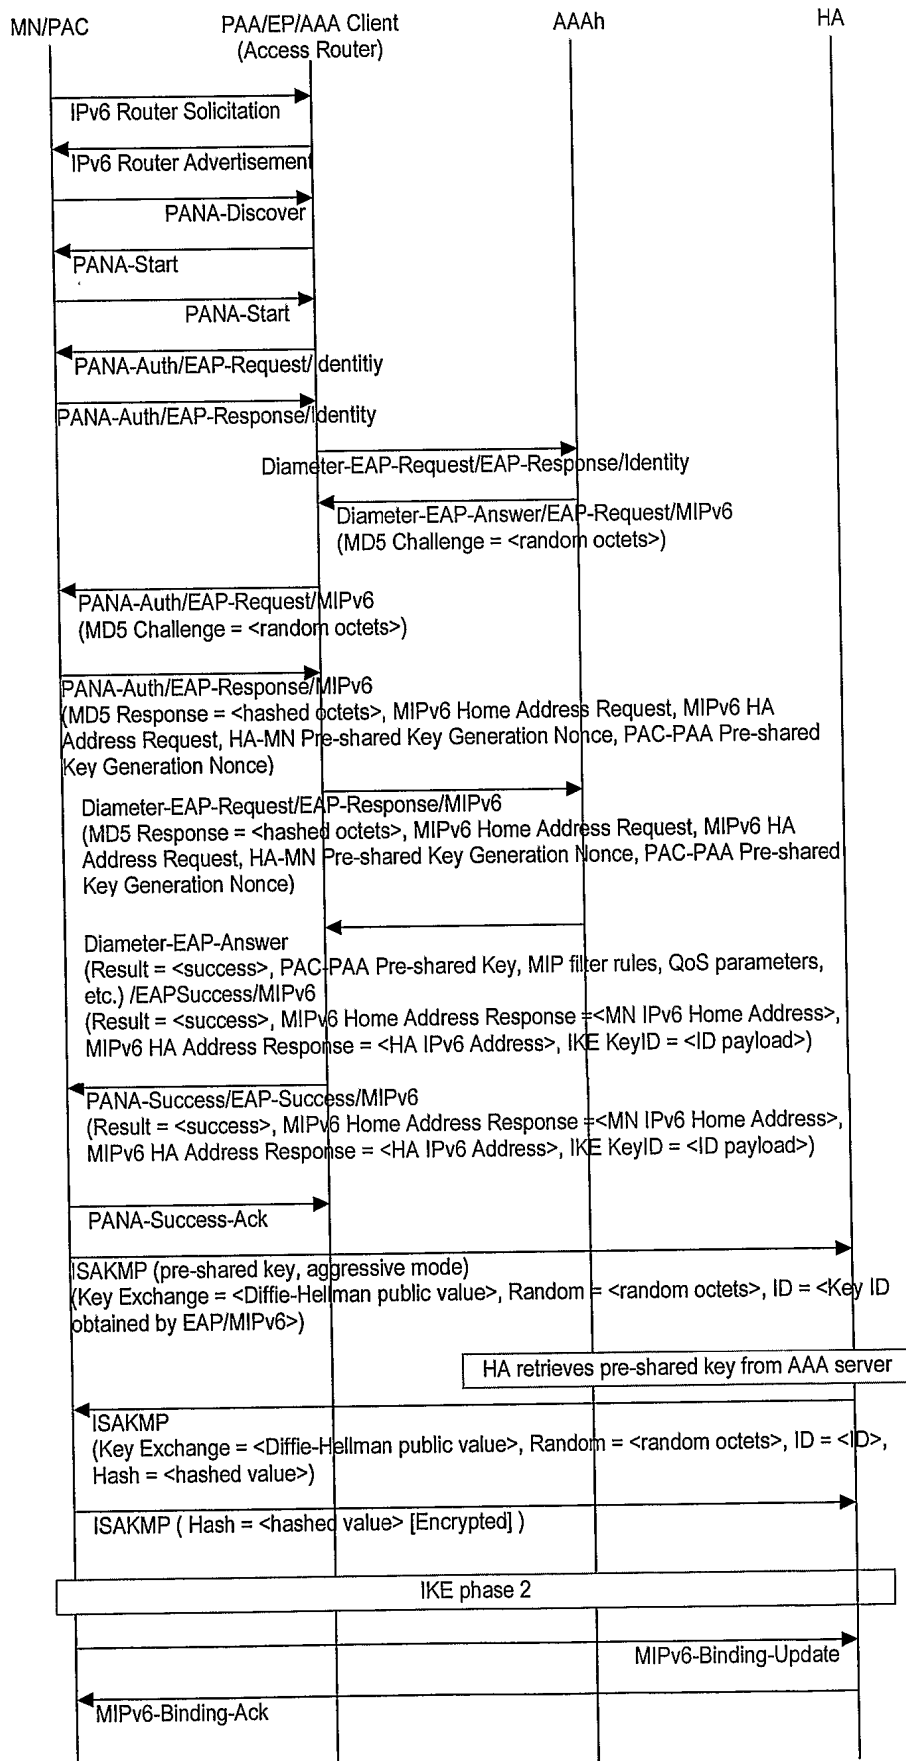 MN/PAC
PAA/EP/AAA Client
(Access Router)
AAAh
HA
IPv6 Router Solicitation
IPv6 Router Advertisement
PANA-Discover
PANA-Start
PANA-Start
PANA-Auth/EAP-Request/Identitiy
PANA-Auth/EAP-Response/Identity
Diameter-EAP-Request/EAP-Response/Identity
Diameter-EAP-Answer/EAP-Request/MIPv6
(MD5 Challenge = <random octets>)
PANA-Auth/EAP-Request/MIPv6
(MD5 Challenge = <random octets>)
PANA-Auth/EAP-Response/MIPv6
(MD5 Response = <hashed octets>, MIPv6 Home Address Request, MIPv6 HA
Address Request, HA-MN Pre-shared Key Generation Nonce, PAC-PAA Pre-shared
Key Generation Nonce)
Diameter-EAP-Request/EAP-Response/MIPv6
(MD5 Response = <hashed octets>, MIPv6 Home Address Request, MIPv6 HA
Address Request, HA-MN Pre-shared Key Generation Nonce, PAC-PAA Pre-shared
Key Generation Nonce)
Diameter-EAP-Answer
(Result = <success>, PAC-PAA Pre-shared Key, MIP filter rules, QoS parameters,
etc.) /EAPSuccess/MIPv6
(Result = <success>, MIPv6 Home Address Response =<MN IPv6 Home Address>,
MIPv6 HA Address Response = <HA IPv6 Address>, IKE KeyID = <ID payload>)
PANA-Success/EAP-Success/MIPv6
(Result = <success>, MIPv6 Home Address Response =<MN IPv6 Home Address>,
MIPv6 HA Address Response = <HA IPv6 Address>, IKE KeyID = <ID payload>)
PANA-Success-Ack
ISAKMP (pre-shared key, aggressive mode)
(Key Exchange = <Diffie-Hellman public value>, Random = <random octets>, ID = <Key ID
obtained by EAP/MIPv6>)
HA retrieves pre-shared key from AAA server
ISAKMP
(Key Exchange = <Diffie-Hellman public value>, Random = <random octets>, ID = <ID>,
Hash = <hashed value>)
ISAKMP ( Hash = <hashed value> [Encrypted] )
IKE phase 2
MIPv6-Binding-Update
MIPv6-Binding-Ack